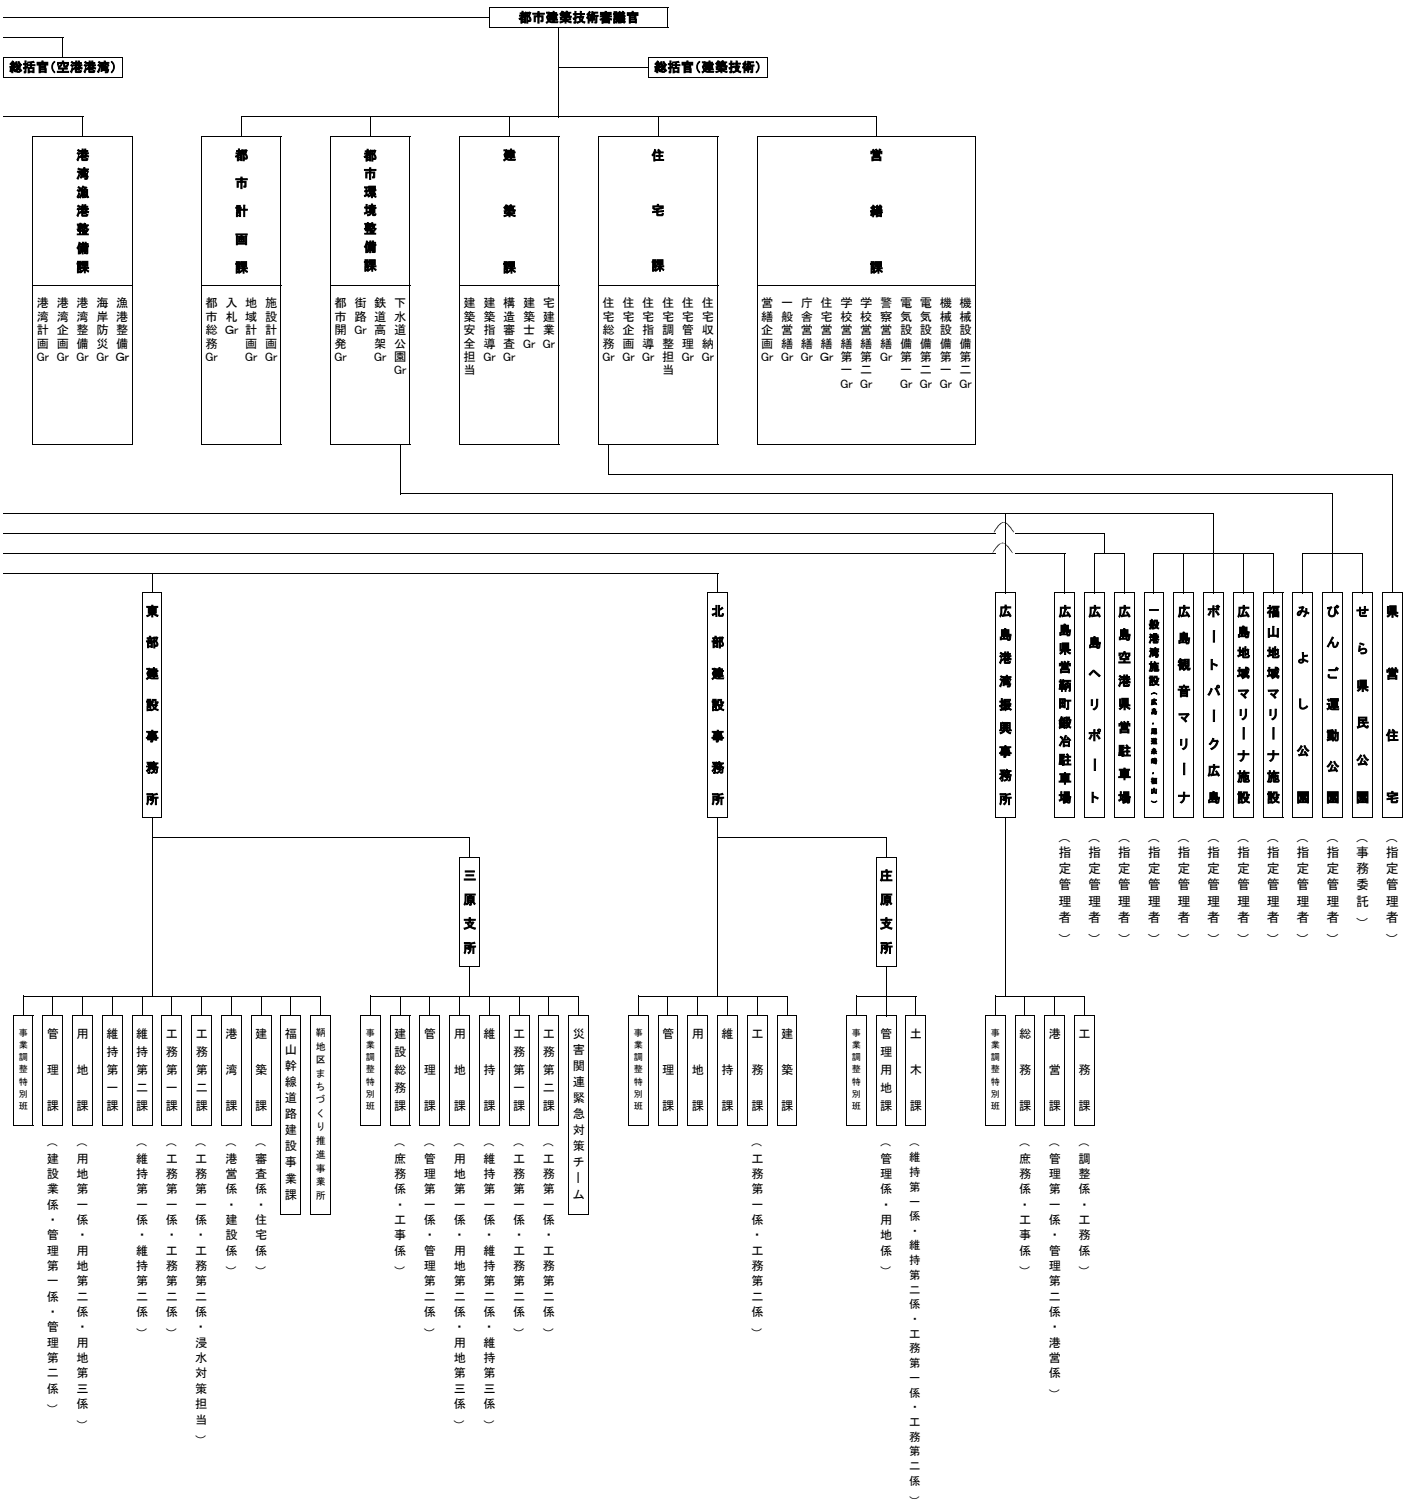 都市建築技術審議官
総括官（空港港湾）
総括官（建築技術）
港湾漁港整備課
港湾計画Gr
港湾企画Gr
港湾整備Gr
海岸防災Gr
漁港整備Gr
都市計画課
都市総務Gr
入札Gr
地域計画Gr
施設計画Gr
都市環境整備課
都市開発Gr
街路Gr
鉄道高架Gr
下水道公園Gr
建築課
建築安全担当
建築指導Gr
構造審査Gr
建築士Gr
宅建業Gr
住宅課
住宅総務Gr
住宅企画Gr
住宅指導Gr
住宅調整担当
住宅管理Gr
住宅収納Gr
営繕課
営繕企画Gr
一般営繕Gr
庁舎営繕Gr
住宅営繕Gr
学校営繕第一Gr
学校営繕第二Gr
警察営繕Gr
電気設備第一Gr
電気設備第二Gr
機械設備第一Gr
機械設備第二Gr
東部建設事務所
北部建設事務所
広島港湾振興事務所
広島県営鞆町鍛冶駐車場
（指定管理者）
広島ヘリポート
（指定管理者）
広島空港県営駐車場
（指定管理者）
一般港湾施設
（指定管理者）
広島観音マリーナ
（指定管理者）
ボートパーク広島
（指定管理者）
広島地域マリーナ施設
（指定管理者）
福山地域マリーナ施設
（指定管理者）
みよし公園
（指定管理者）
びんご運動公園
（指定管理者）
せら県民公園
（事務委託）
県営住宅
（指定管理者）
三原支所
庄原支所
事業調整特別班
管理課
（建設業係・管理第一係・管理第二係）
用地課
（用地第一係・用地第二係・用地第三係）
維持第一課
維持第二課
（維持第一係・維持第二係）
工務第一課
（工務第一係・工務第二係）
工務第二課
（工務第一係・工務第二係・浸水対策担当）
港湾課
（港営係・建設係）
建築課
（審査係・住宅係）
福山幹線道路建設事業課
鞆地区まちづくり推進事業所
事業調整特別班
建設総務課
（庶務係・工事係）
管理課
（管理第一係・管理第二係）
用地課
（用地第一係・用地第二係・用地第三係）
維持課
（維持第一係・維持第二係・維持第三係）
工務第一課
（工務第一係・工務第二係）
工務第二課
（工務第一係・工務第二係）
災害関連緊急対策チーム
事業調整特別班
管理課
用地課
維持課
工務課
（工務第一係・工務第二係）
建築課
事業調整特別班
管理用地課
（管理係・用地係）
土木課
（維持第一係・維持第二係・工務第一係・工務第二係）
事業調整特別班
総務課
（庶務係・工事係）
港営課
（管理第一係・管理第二係・港営係）
工務課
（調整係・工務係）